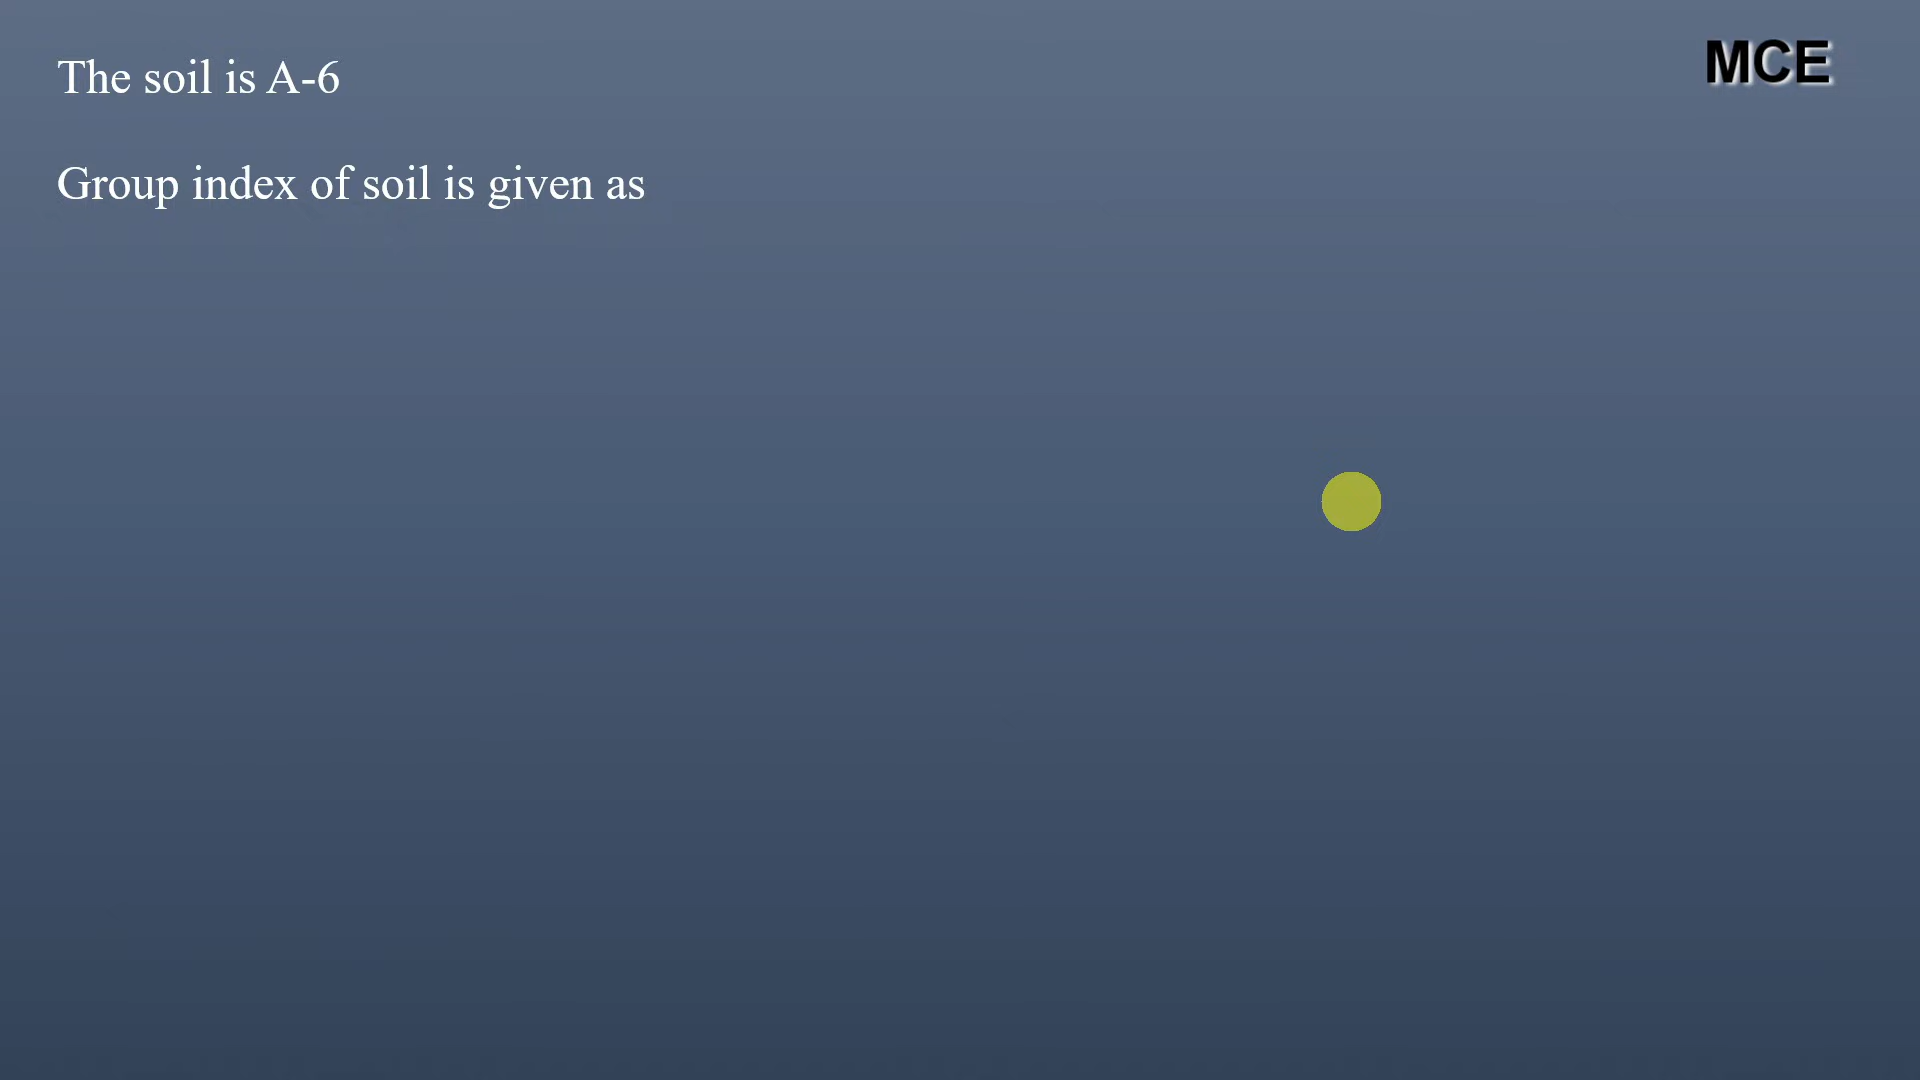 The soil is A-6
MCE
Group index of soil is given as